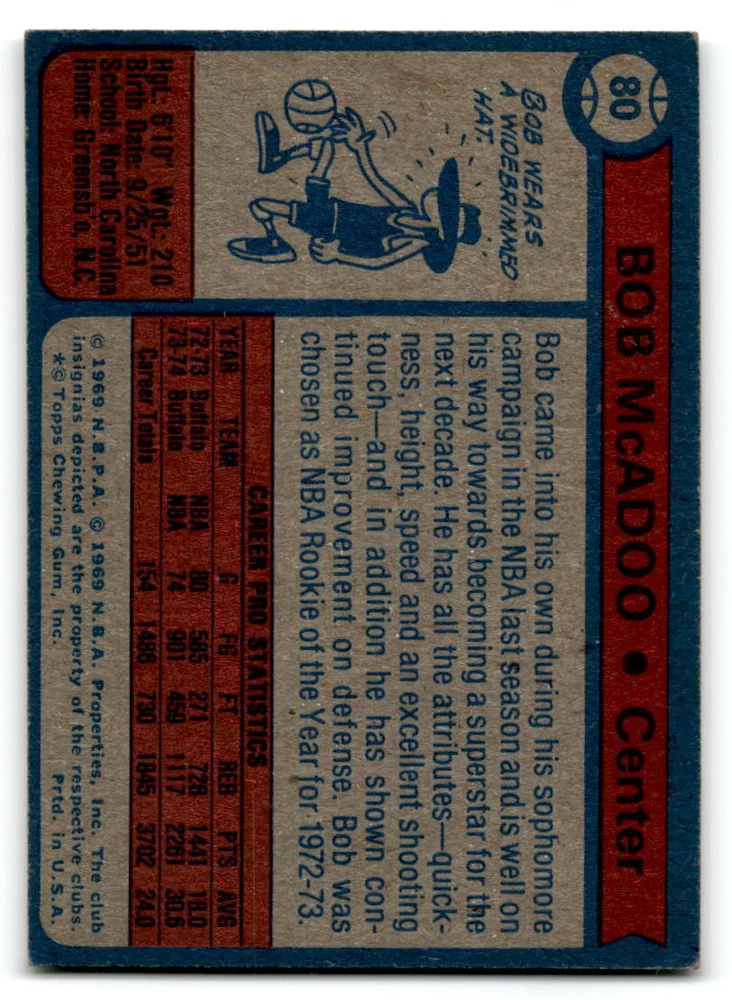 80
BOB McADOO • Center
BOB WEARS
A WIDEBRIMMED
HAT.
Hgt.: 6'10" Wgt.: 210
Birth Date: 9/25/51
School: North Carolina
Home: Greensb'o, N.C.
Bob came into his own during his sophomore
campaign in the NBA last season and is well on
his way towards becoming a superstar for the
next decade. He has all the attributes—quick-
ness, height, speed and an excellent shooting
touch—and in addition he has shown con-
tinued improvement on defense. Bob was
chosen as NBA Rookie of the Year for 1972-73.
CAREER PRO STATISTICS
YEAR TEAM G FG FT REB PTS AVG
72-73 Buffalo NBA 80 585 271 728 1441 18.0
73-74 Buffalo NBA 74 901 459 1117 2261 30.6
Career Totals 154 1486 730 1845 3702 24.0
© 1969 N.B.P.A. © 1969 N.B.A. Properties, Inc. The club
insignias depicted are the property of the respective clubs.
*© Topps Chewing Gum, Inc. Prtd. in U.S.A.